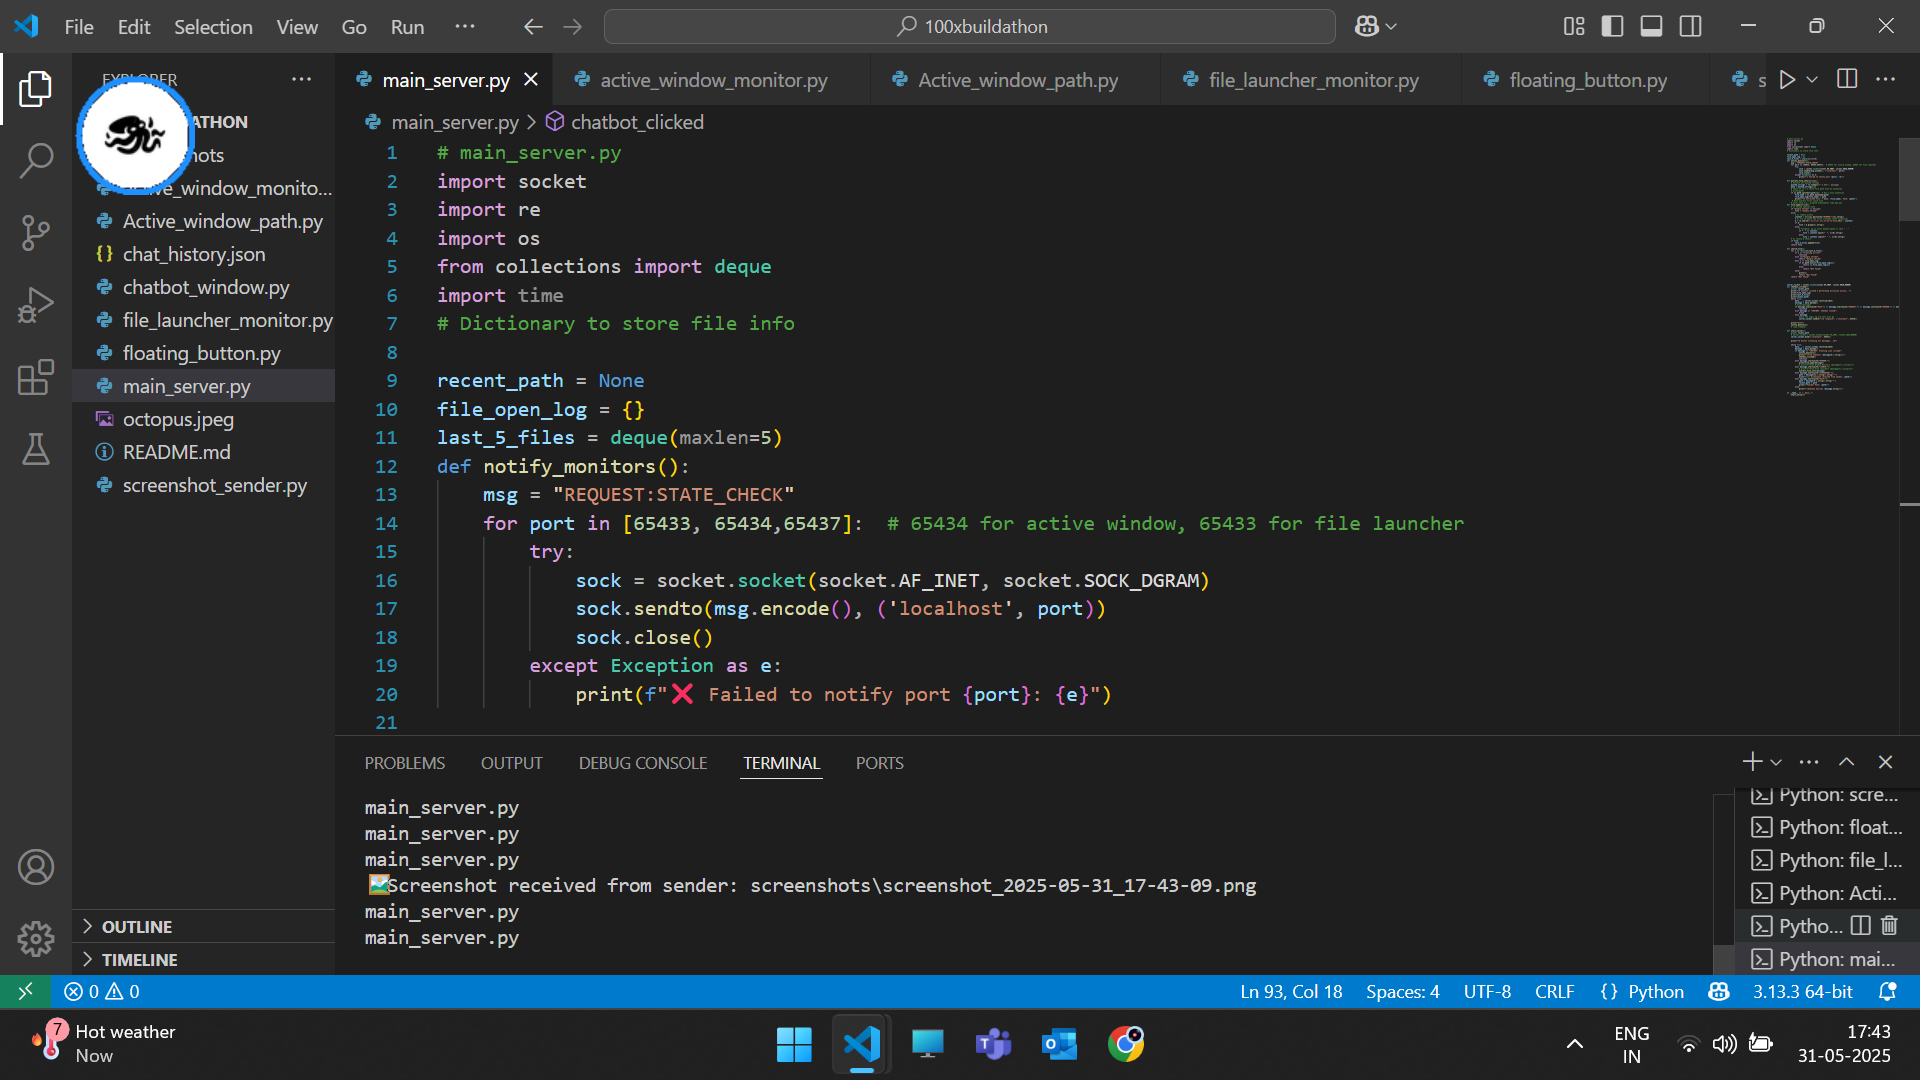 File Edit Selection View Go Run ··· 100xbuildathon
EXPLORER
ATHON
hots
active_window_monito...
Active_window_path.py
chat_history.json
chatbot_window.py
file_launcher_monitor.py
floating_button.py
main_server.py
octopus.jpeg
README.md
screenshot_sender.py
OUTLINE
TIMELINE
main_server.py active_window_monitor.py Active_window_path.py file_launcher_monitor.py floating_button.py s
main_server.py > chatbot_clicked
1 # main_server.py
2 import socket
3 import re
4 import os
5 from collections import deque
6 import time
7 # Dictionary to store file info
8
9 recent_path = None
10 file_open_log = {}
11 last_5_files = deque(maxlen=5)
12 def notify_monitors():
13 msg = "REQUEST:STATE_CHECK"
14 for port in [65433, 65434,65437]: # 65434 for active window, 65433 for file launcher
15 try:
16 sock = socket.socket(socket.AF_INET, socket.SOCK_DGRAM)
17 sock.sendto(msg.encode(), ('localhost', port))
18 sock.close()
19 except Exception as e:
20 print(f"❌ Failed to notify port {port}: {e}")
21
PROBLEMS OUTPUT DEBUG CONSOLE TERMINAL PORTS
main_server.py
main_server.py
main_server.py
🖼️Screenshot received from sender: screenshots\screenshot_2025-05-31_17-43-09.png
main_server.py
main_server.py
Python: scre...
Python: float...
Python: file_l...
Python: Acti...
Pytho...
Python: mai...
0 0 Ln 93, Col 18 Spaces: 4 UTF-8 CRLF {} Python 3.13.3 64-bit
7 Hot weather
Now
ENG
IN
17:43
31-05-2025